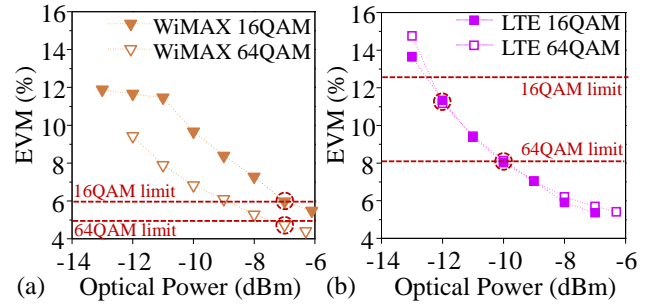 WiMAX 16QAM
WiMAX 64QAM
16
14
12
10
8
6
4
EVM (%)
16QAM limit
64QAM limit
-14
-12
-10
-8
-6
(a)
Optical Power (dBm)
LTE 16QAM
LTE 64QAM
16
14
12
10
8
6
4
EVM (%)
16QAM limit
64QAM limit
-14
-12
-10
-8
-6
(b)
Optical Power (dBm)